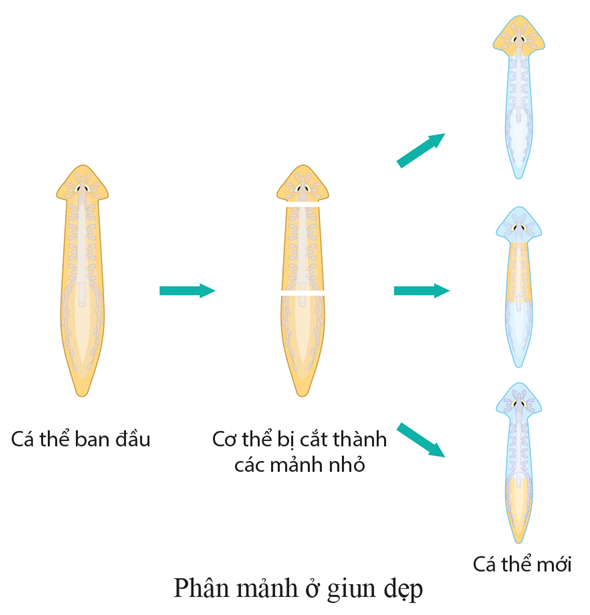 Cá thể ban đầu
Cơ thể bị cắt thành
các mảnh nhỏ
Cá thể mới
Phân mảnh ở giun dẹp